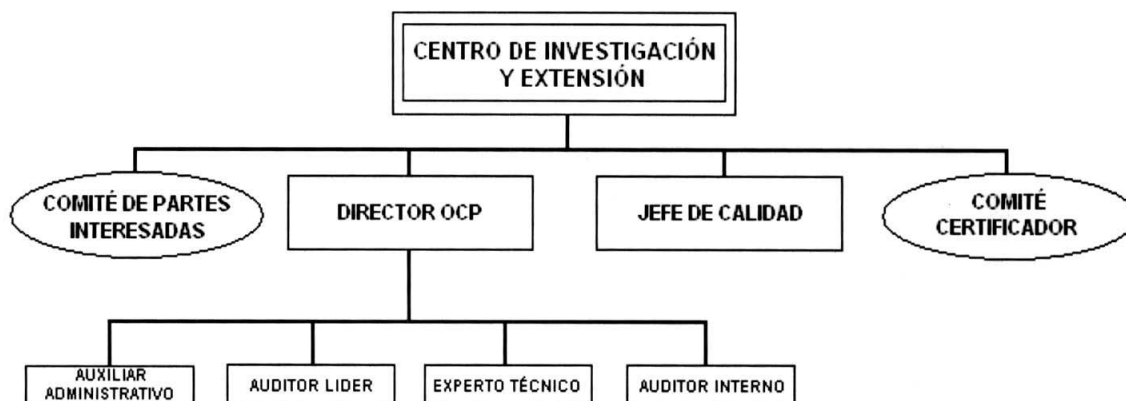 CENTRO DE INVESTIGACIÓN
Y EXTENSIÓN
COMITÉ DE PARTES
INTERESADAS
DIRECTOR OCP
JEFE DE CALIDAD
COMITÉ
CERTIFICADOR
AUXILIAR
ADMINISTRATIVO
AUDITOR LIDER
EXPERTO TÉCNICO
AUDITOR INTERNO